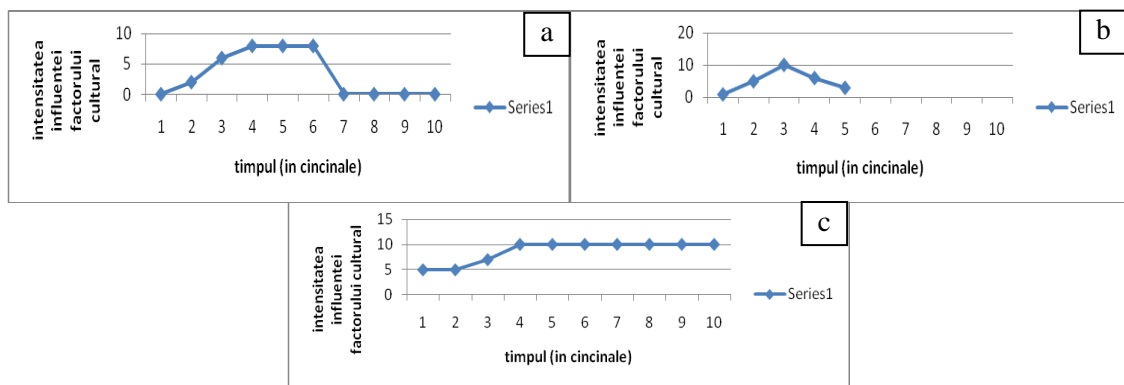 a
intensitatea
influentei
factorului
cultural
10
5
0
1 2 3 4 5 6 7 8 9 10
timpul (in cincinale)
Series1
b
intensitatea
influentei
factorului
cultural
20
10
0
1 2 3 4 5 6 7 8 9 10
timpul (in cincinale)
Series1
c
intensitatea
influentei
factorului cultural
15
10
5
0
1 2 3 4 5 6 7 8 9 10
timpul (in cincinale)
Series1